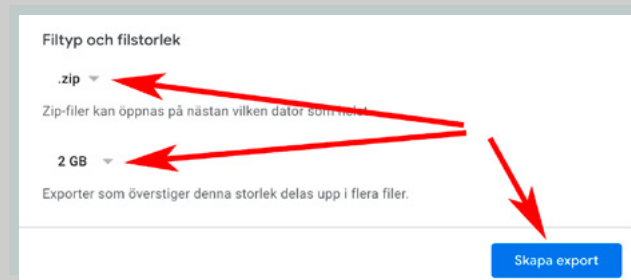 Filtyp och filstorlek
.zip
Zip-filer kan öppnas på nästan vilken dator som helst.
2 GB
Exporter som överstiger denna storlek delas upp i flera filer.
Skapa export